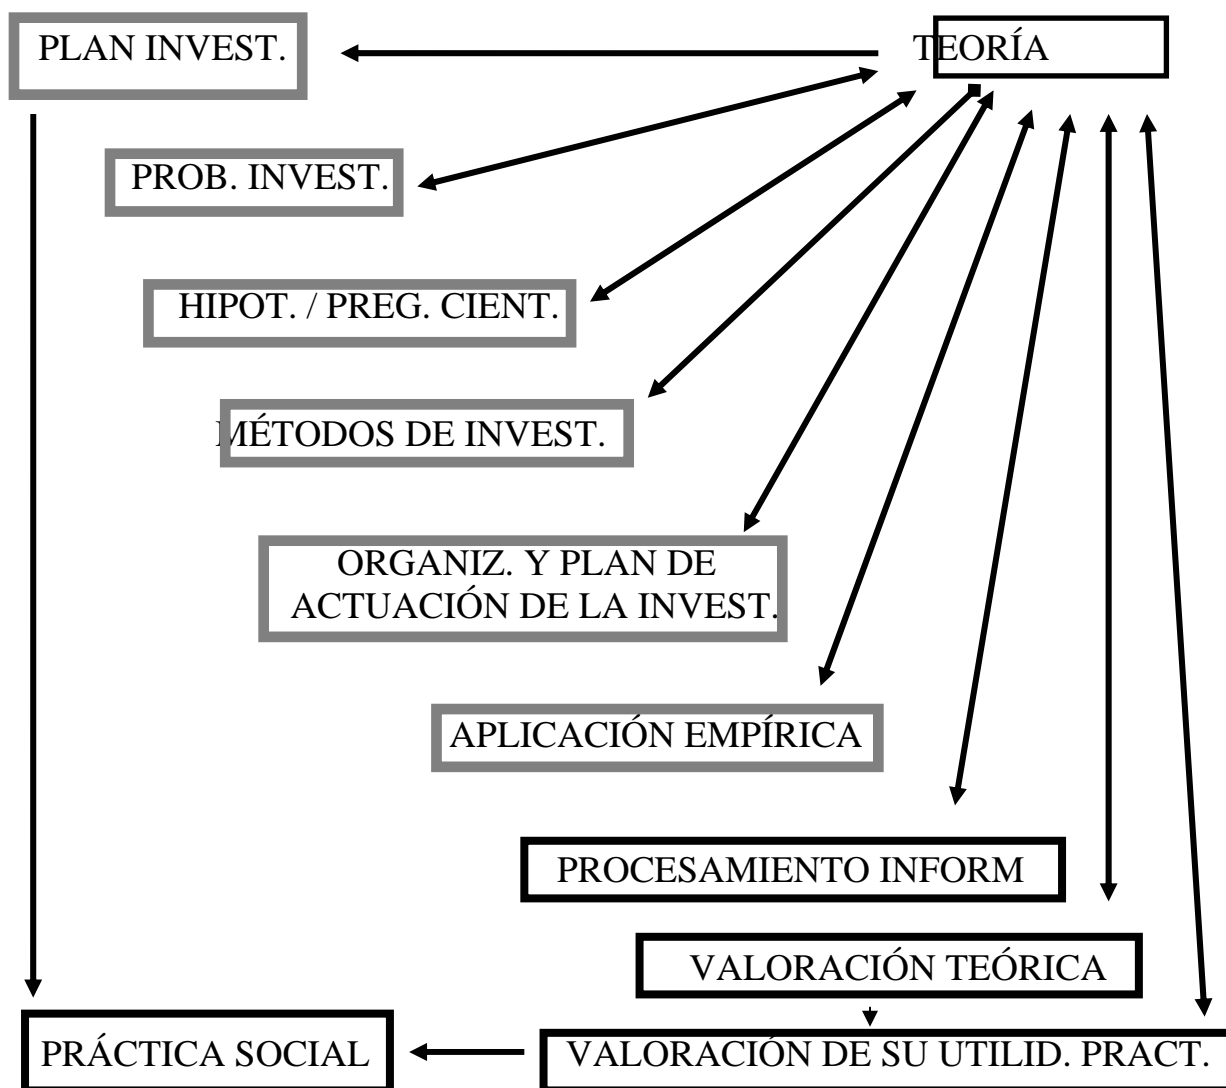 PLAN INVEST.
TEORÍA
PROB. INVEST.
HIPOT. / PREG. CIENT.
MÉTODOS DE INVEST.
ORGANIZ. Y PLAN DE
ACTUACIÓN DE LA INVEST.
APLICACIÓN EMPÍRICA
PROCESAMIENTO INFORM
VALORACIÓN TEÓRICA
PRÁCTICA SOCIAL
VALORACIÓN DE SU UTILID. PRACT.